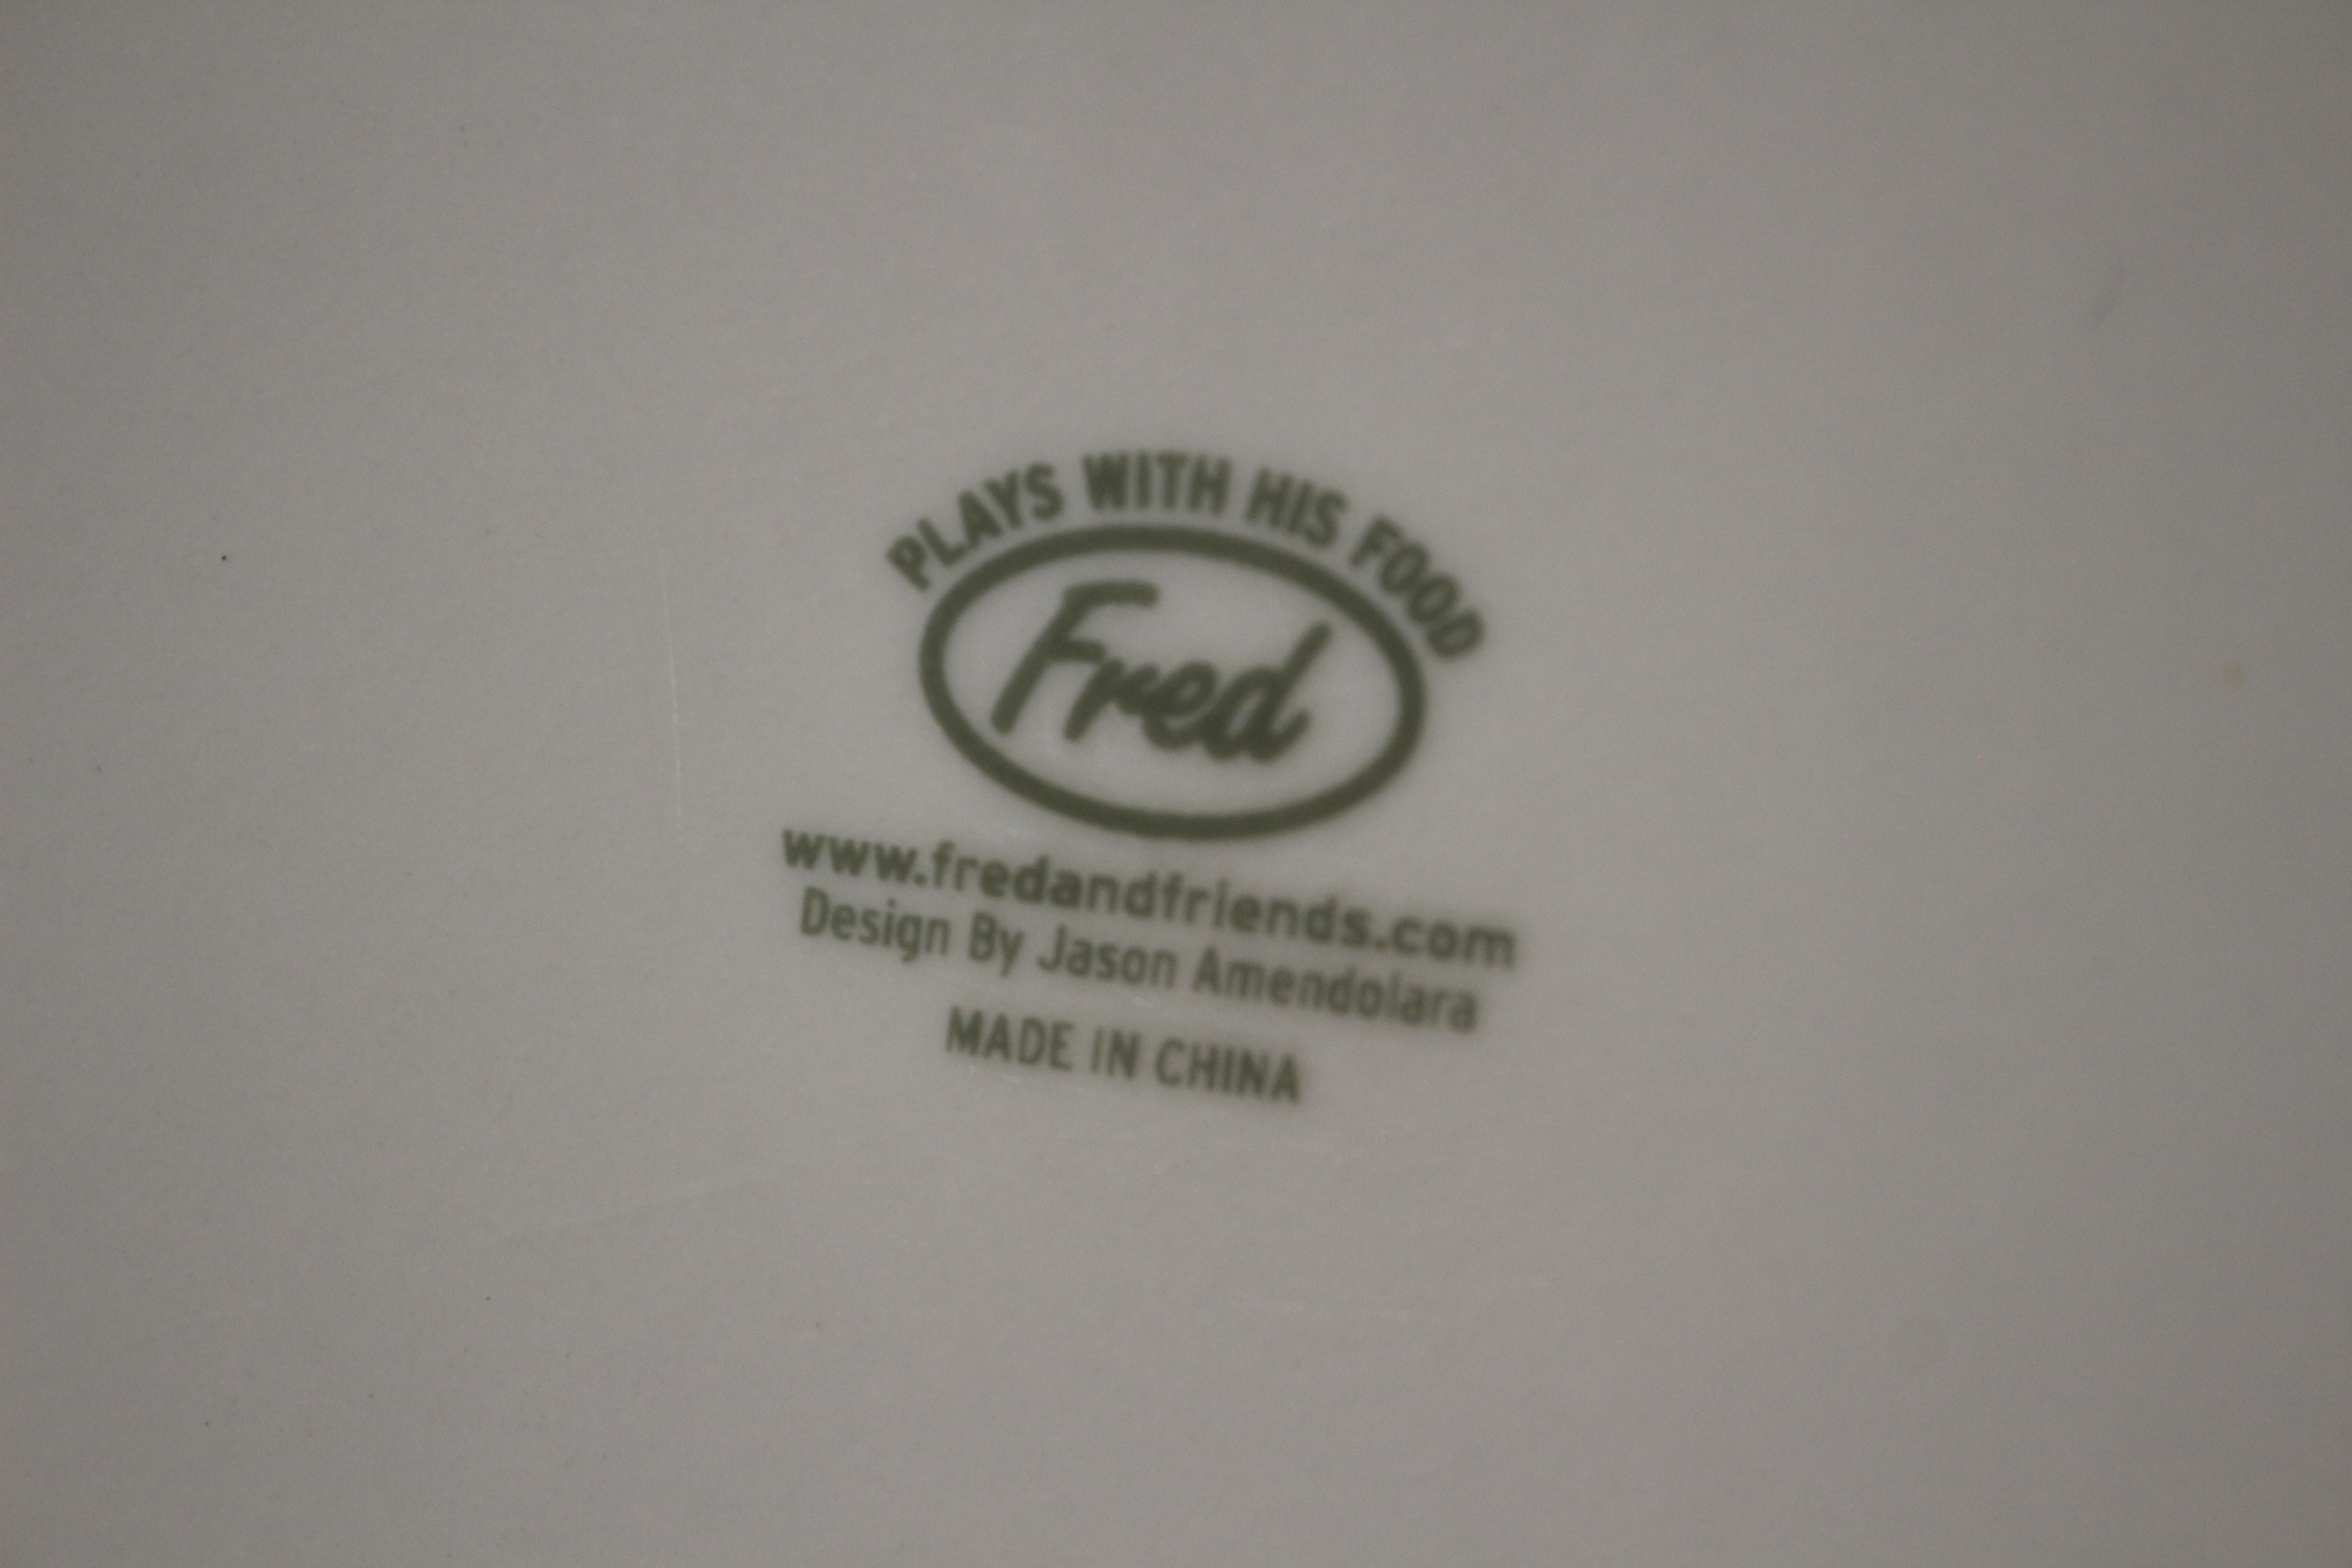 PLAYS WITH HIS FOOD
Fred
www.fredandfriends.com
Design By Jason Amendolara
MADE IN CHINA